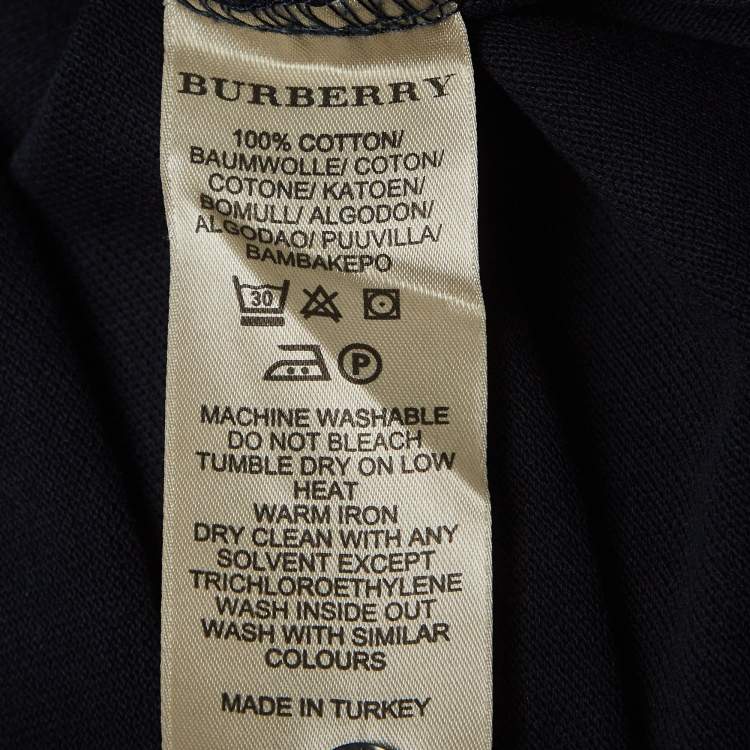 BURBERRY
100% COTTON/
BAUMWOLLE/ COTON/
COTONE/ KATOEN/
BOMULL/ ALGODON/
ALGODAO/ PUUVILLA/
BAMBAKEPO
30
P
MACHINE WASHABLE
DO NOT BLEACH
TUMBLE DRY ON LOW
HEAT
WARM IRON
DRY CLEAN WITH ANY
SOLVENT EXCEPT
TRICHLOROETHYLENE
WASH INSIDE OUT
WASH WITH SIMILAR
COLOURS
MADE IN TURKEY